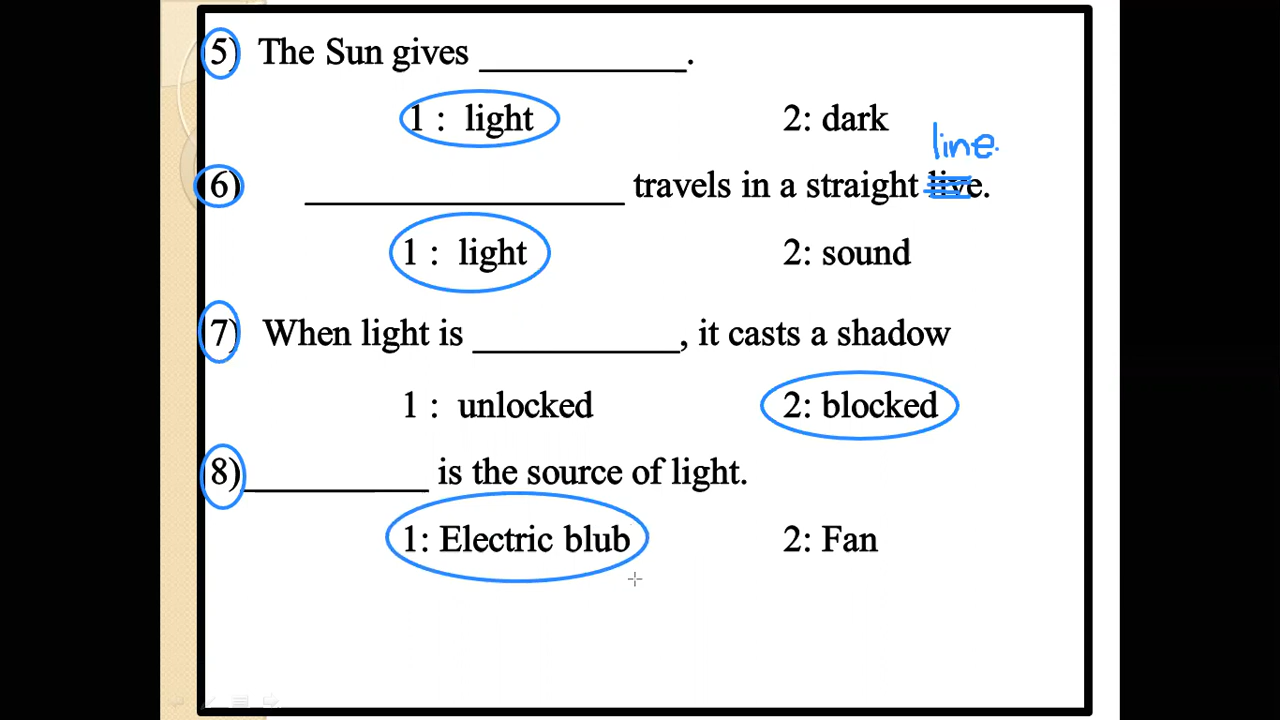 5) The Sun gives ___________.
1 : light 2: dark
line.
6) _________________ travels in a straight live.
1 : light 2: sound
7) When light is ___________, it casts a shadow
1 : unlocked 2: blocked
8)__________ is the source of light.
1: Electric blub 2: Fan